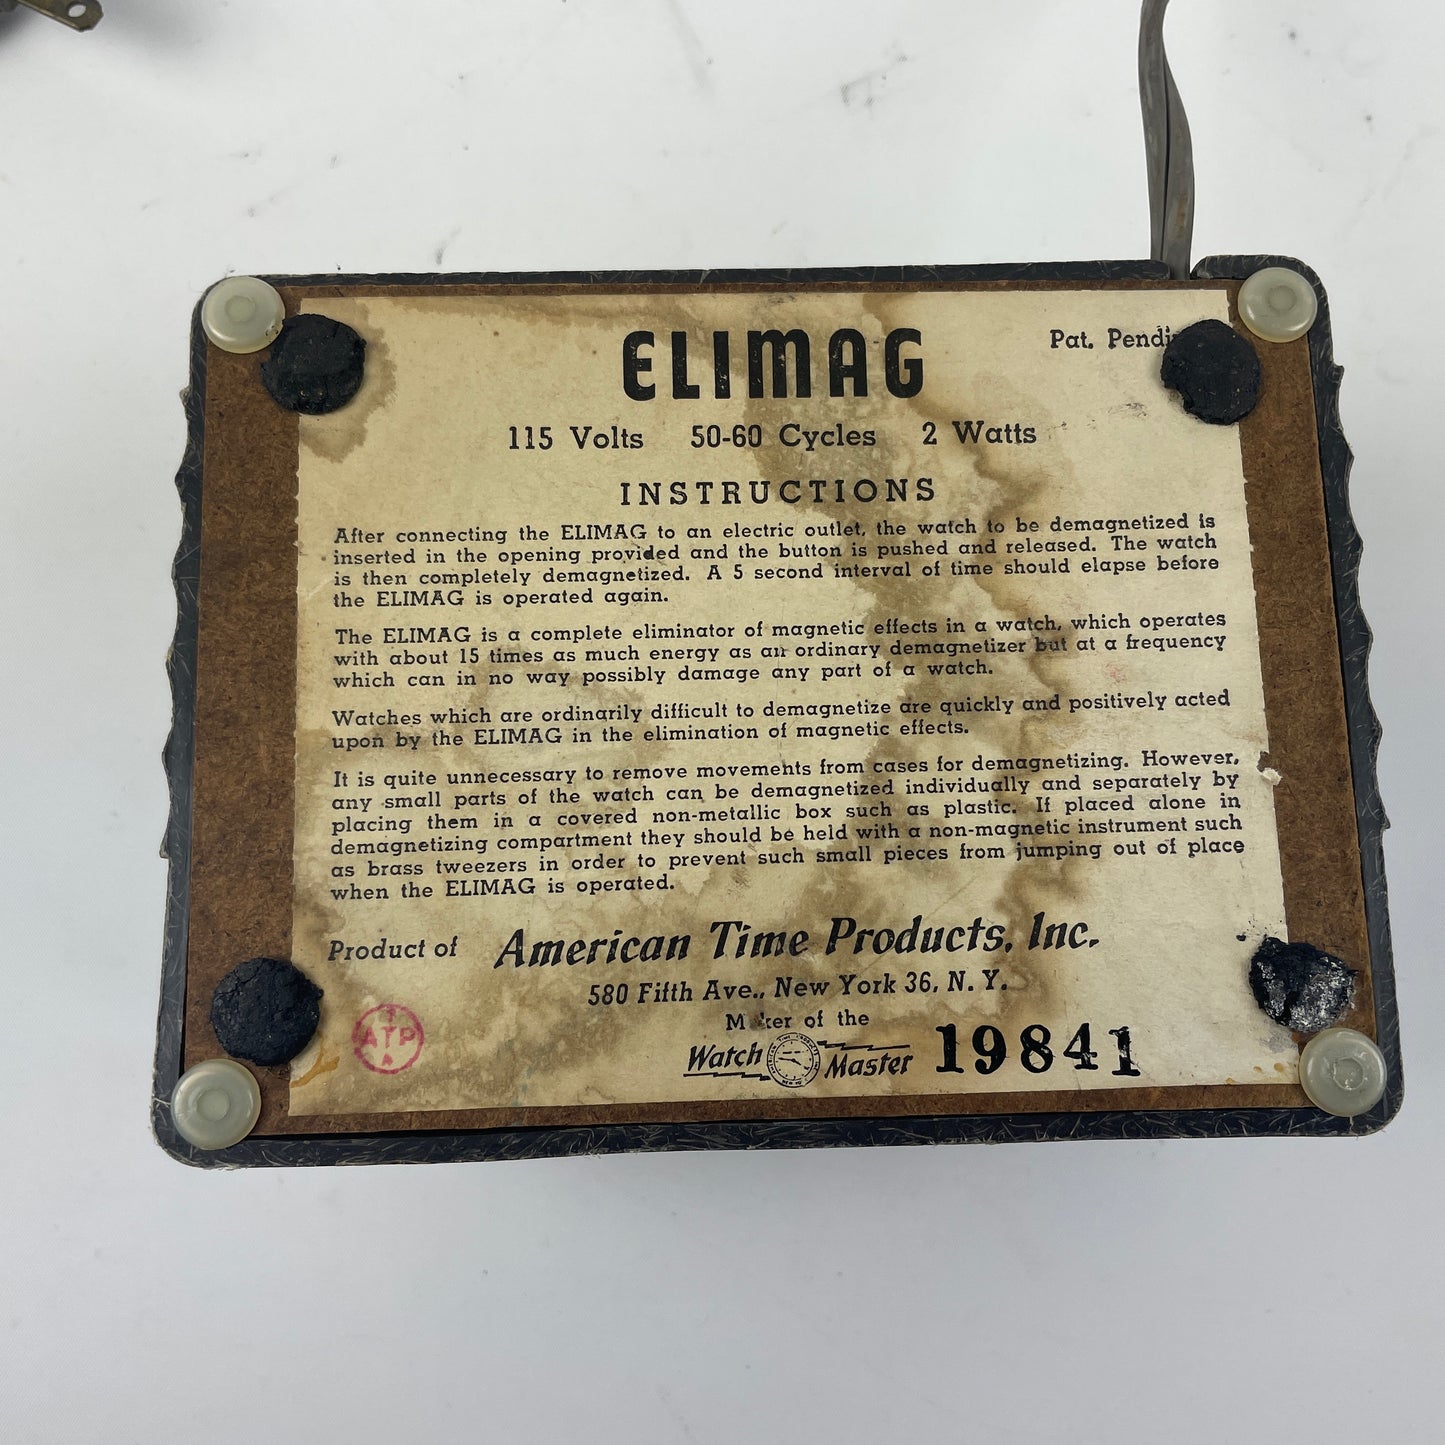 ELIMAG
Pat. Pendi
115 Volts 50-60 Cycles 2 Watts
INSTRUCTIONS
After connecting the ELIMAG to an electric outlet, the watch to be demagnetized is
inserted in the opening provided and the button is pushed and released. The watch
is then completely demagnetized. A 5 second interval of time should elapse before
the ELIMAG is operated again.
The ELIMAG is a complete eliminator of magnetic effects in a watch, which operates
with about 15 times as much energy as an ordinary demagnetizer but at a frequency
which can in no way possibly damage any part of a watch.
Watches which are ordinarily difficult to demagnetize are quickly and positively acted
upon by the ELIMAG in the elimination of magnetic effects.
It is quite unnecessary to remove movements from cases for demagnetizing. However,
any small parts of the watch can be demagnetized individually and separately by
placing them in a covered non-metallic box such as plastic. If placed alone in
demagnetizing compartment they should be held with a non-magnetic instrument such
as brass tweezers in order to prevent such small pieces from jumping out of place
when the ELIMAG is operated.
Product of American Time Products, Inc.
580 Fifth Ave., New York 36, N. Y.
Maker of the
Watch Master 19841
ATP
A